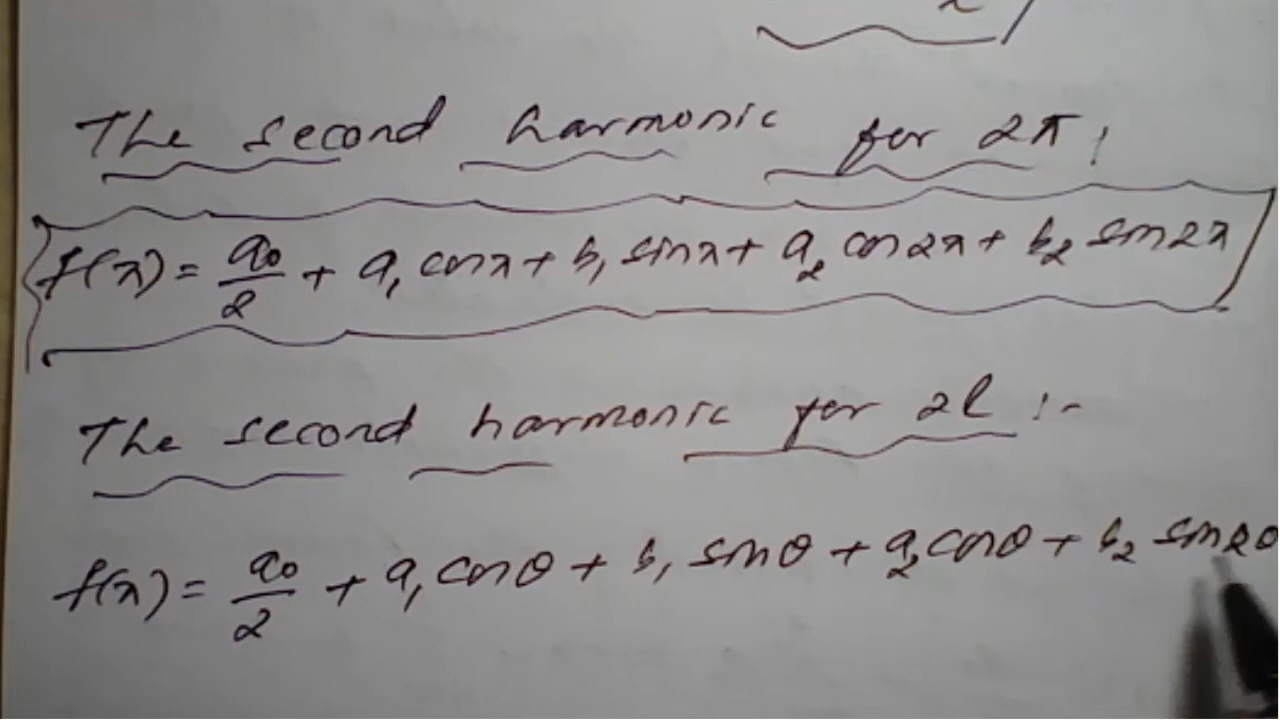 The second harmonic for 2π:
f(x) = a₀/2 + a₁ cos x + b₁ sin x + a₂ cos 2x + b₂ sin 2x
The second harmonic for 2l :-
f(x) = a₀/2 + a₁ cos θ + b₁ sin θ + a₂ cos θ + b₂ sin 2θ